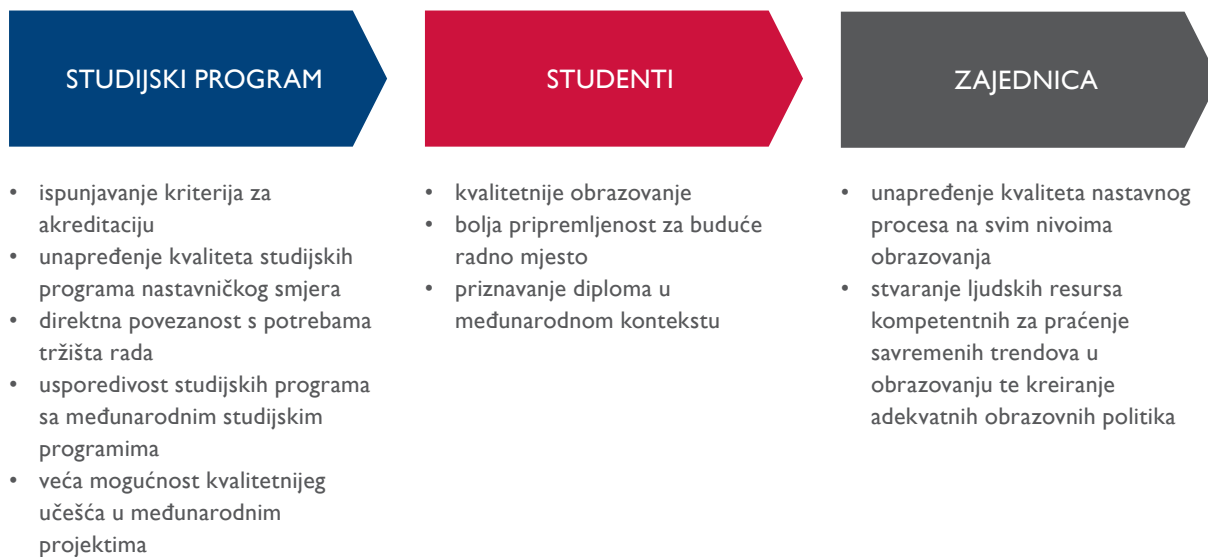 STUDIJSKI PROGRAM
• ispunjavanje kriterija za
akreditaciju
• unapređenje kvaliteta studijskih
programa nastavničkog smjera
• direktna povezanost s potrebama
tržišta rada
• usporedivost studijskih programa
sa međunarodnim studijskim
programima
• veća mogućnost kvalitetnijeg
učešća u međunarodnim
projektima
STUDENTI
• kvalitetnije obrazovanje
• bolja pripremljenost za buduće
radno mjesto
• priznavanje diploma u
međunarodnom kontekstu
ZAJEDNICA
• unapređenje kvaliteta nastavnog
procesa na svim nivoima
obrazovanja
• stvaranje ljudskih resursa
kompetentnih za praćenje
savremenih trendova u
obrazovanju te kreiranje
adekvatnih obrazovnih politika